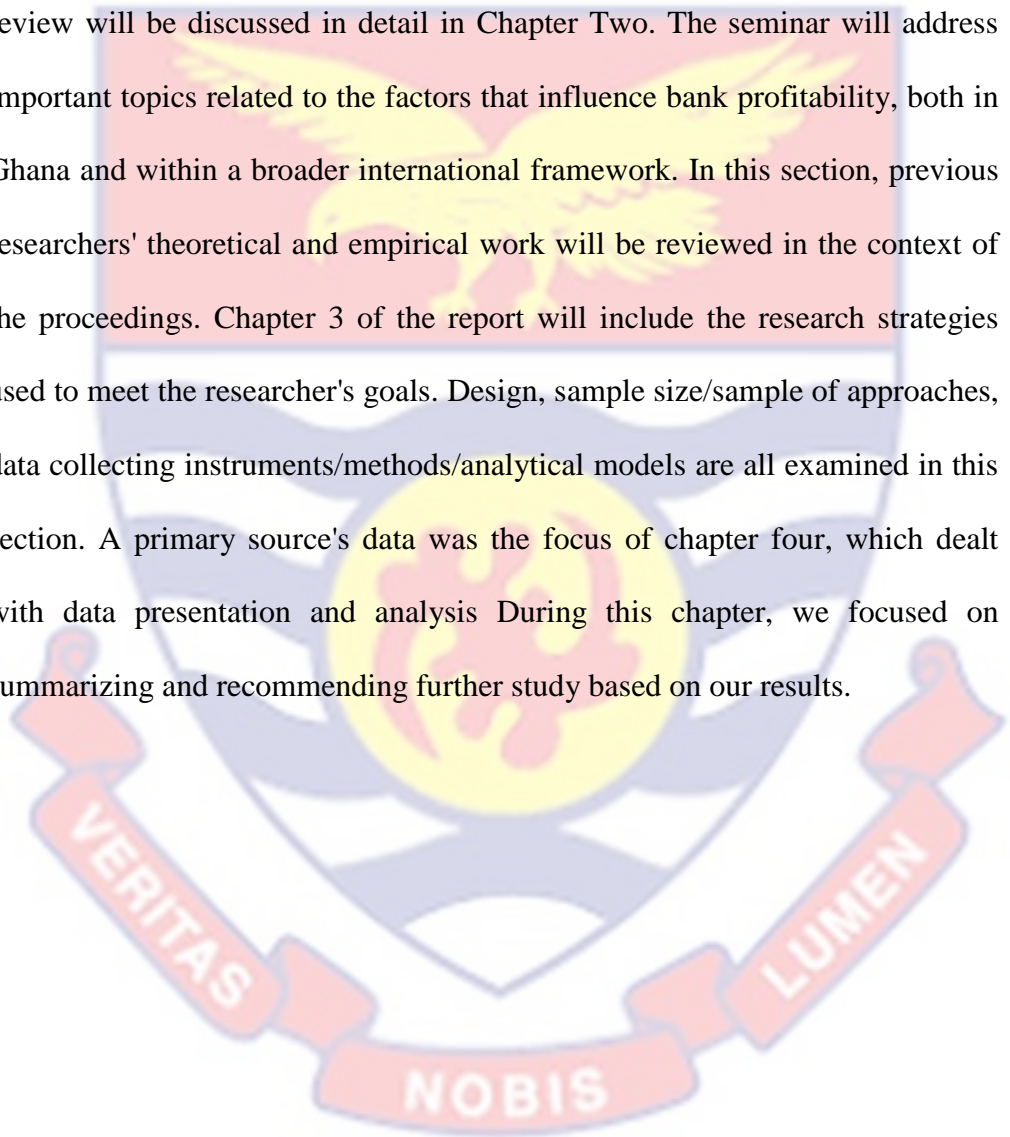 eview will be discussed in detail in Chapter Two. The seminar will address
important topics related to the factors that influence bank profitability, both in
Ghana and within a broader international framework. In this section, previous
researchers' theoretical and empirical work will be reviewed in the context of
the proceedings. Chapter 3 of the report will include the research strategies
used to meet the researcher's goals. Design, sample size/sample of approaches,
data collecting instruments/methods/analytical models are all examined in this
section. A primary source's data was the focus of chapter four, which dealt
with data presentation and analysis During this chapter, we focused on
summarizing and recommending further study based on our results.
VERITAS
NOBIS
LUMEN